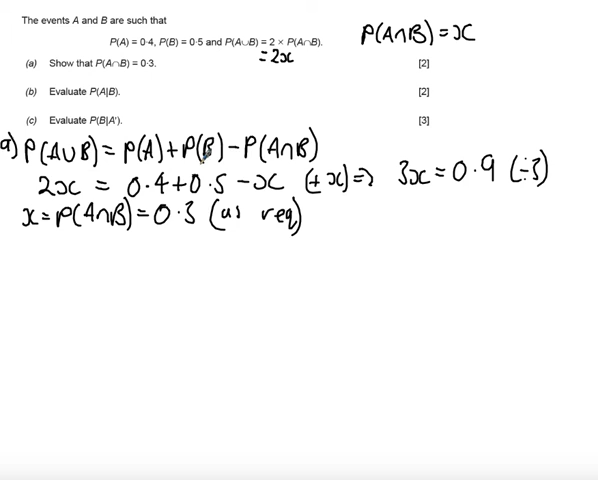 The events A and B are such that
P(A) = 0·4, P(B) = 0·5 and P(A∪B) = 2 × P(A∩B).
P(A∩B) = x
= 2x
(a) Show that P(A∩B) = 0·3. [2]
(b) Evaluate P(A|B). [2]
(c) Evaluate P(B|A'). [3]
a) P(A∪B) = P(A) + P(B) − P(A∩B)
2x = 0.4 + 0.5 − x (+x) ⇒ 3x = 0.9 (÷3)
x = P(A∩B) = 0.3 (as req)